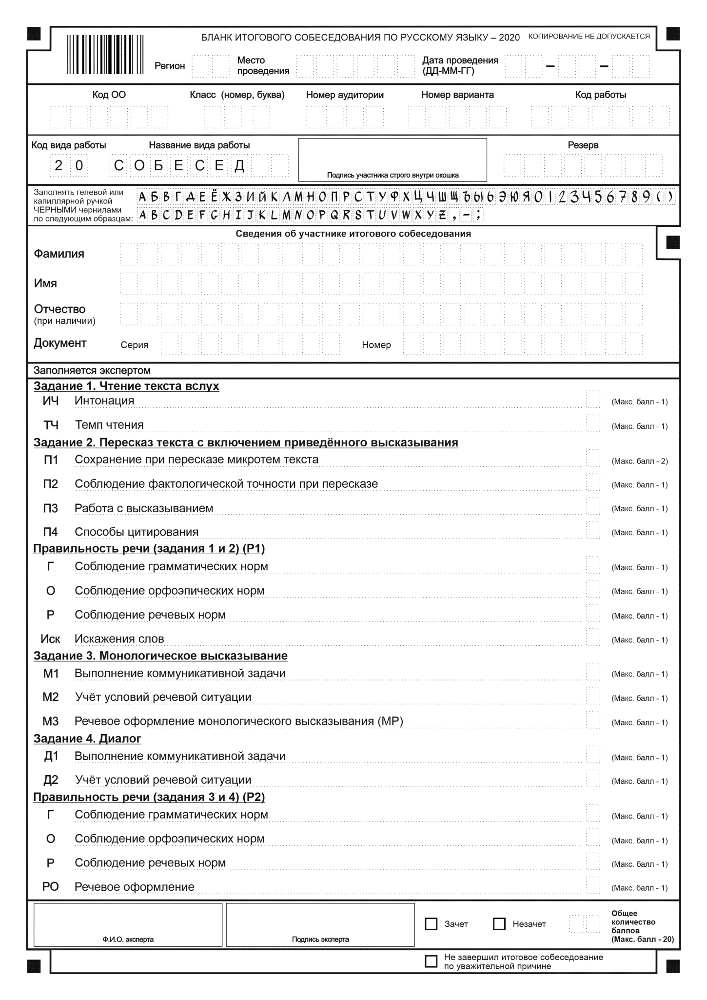 БЛАНК ИТОГОВОГО СОБЕСЕДОВАНИЯ ПО РУССКОМУ ЯЗЫКУ – 2020 КОПИРОВАНИЕ НЕ ДОПУСКАЕТСЯ
Регион Место проведения Дата проведения (ДД-ММ-ГГ) – –
Код ОО Класс (номер, буква) Номер аудитории Номер варианта Код работы
Код вида работы Название вида работы Резерв
20 СОБЕСЕД
Подпись участника строго внутри окошка
Заполнять гелевой или
капиллярной ручкой
ЧЕРНЫМИ чернилами
по следующим образцам:
АБВГДЕЁЖЗИЙКЛМНОПРСТУФХЦЧШЩЪЫЬЭЮЯ0123456789()
ABCDEFGHIJKLMNOPQRSTUVWXYZ,-;
Сведения об участнике итогового собеседования
Фамилия
Имя
Отчество
(при наличии)
Документ Серия Номер
Заполняется экспертом
Задание 1. Чтение текста вслух
ИЧ Интонация (Макс. балл - 1)
ТЧ Темп чтения (Макс. балл - 1)
Задание 2. Пересказ текста с включением приведённого высказывания
П1 Сохранение при пересказе микротем текста (Макс. балл - 2)
П2 Соблюдение фактологической точности при пересказе (Макс. балл - 1)
П3 Работа с высказыванием (Макс. балл - 1)
П4 Способы цитирования (Макс. балл - 1)
Правильность речи (задания 1 и 2) (Р1)
Г Соблюдение грамматических норм (Макс. балл - 1)
О Соблюдение орфоэпических норм (Макс. балл - 1)
Р Соблюдение речевых норм (Макс. балл - 1)
Иск Искажения слов (Макс. балл - 1)
Задание 3. Монологическое высказывание
М1 Выполнение коммуникативной задачи (Макс. балл - 1)
М2 Учёт условий речевой ситуации (Макс. балл - 1)
М3 Речевое оформление монологического высказывания (МР) (Макс. балл - 1)
Задание 4. Диалог
Д1 Выполнение коммуникативной задачи (Макс. балл - 1)
Д2 Учёт условий речевой ситуации (Макс. балл - 1)
Правильность речи (задания 3 и 4) (Р2)
Г Соблюдение грамматических норм (Макс. балл - 1)
О Соблюдение орфоэпических норм (Макс. балл - 1)
Р Соблюдение речевых норм (Макс. балл - 1)
РО Речевое оформление (Макс. балл - 1)
Ф.И.О. эксперта Подпись эксперта Зачет Незачет
Общее
количество
баллов
(Макс. балл - 20)
Не завершил итоговое собеседование
по уважительной причине